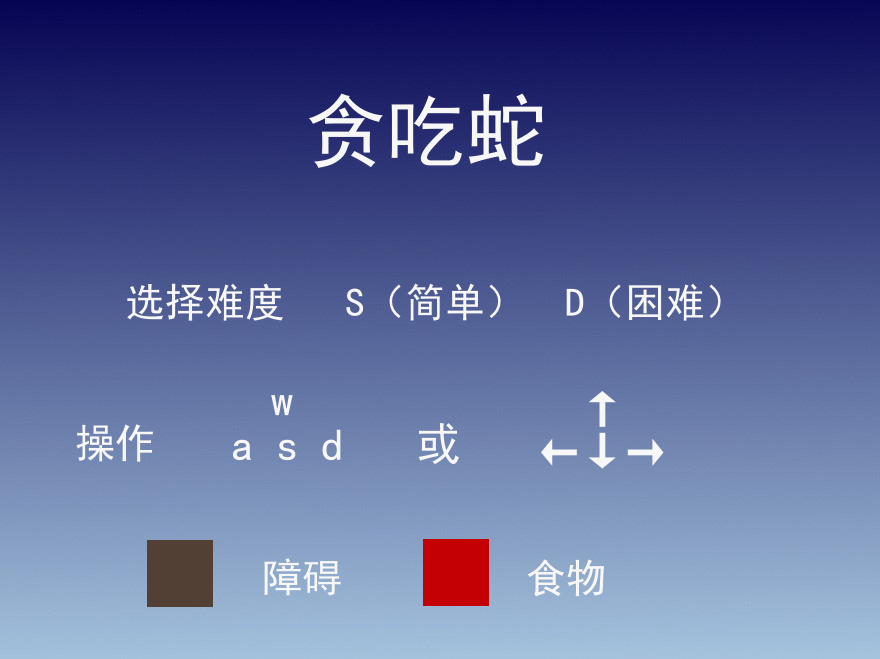 贪吃蛇
选择难度 S（简单） D（困难）
w
操作 a s d 或 ↑ ← ↓ →
障碍 食物